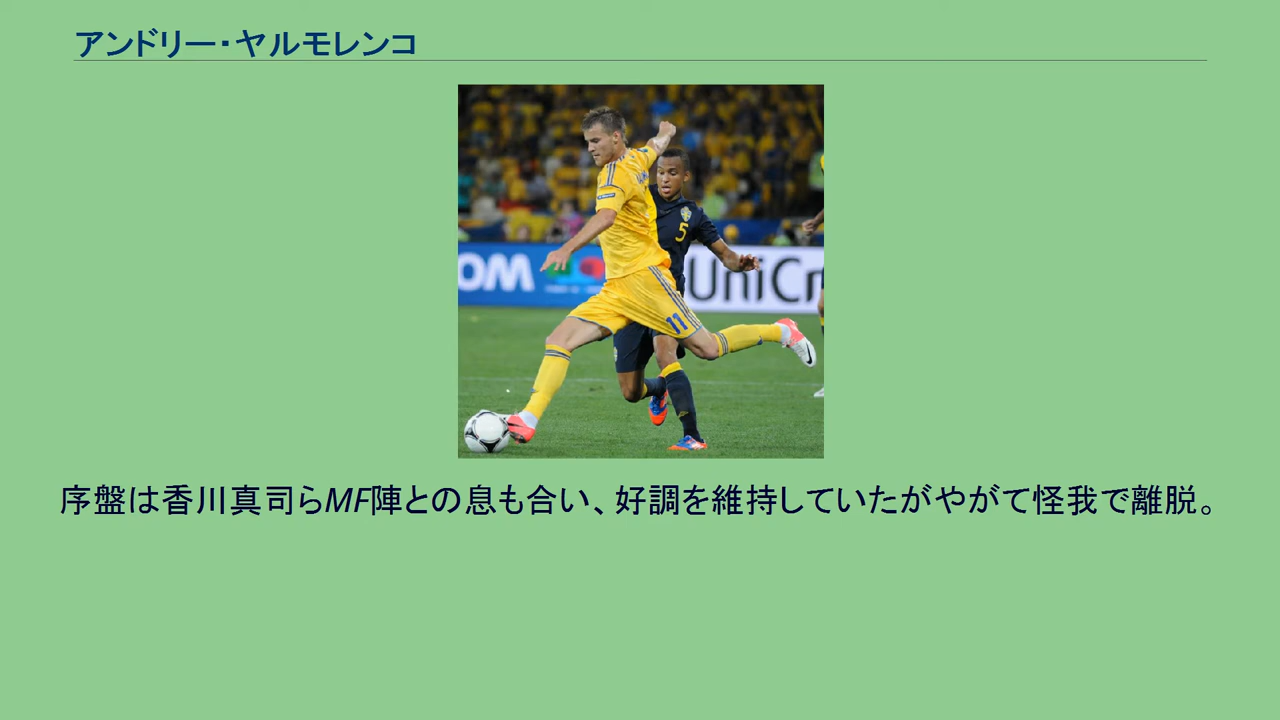 アンドリー・ヤルモレンコ
5
OM
UniCr
11
序盤は香川真司らMF陣との息も合い、好調を維持していたがやがて怪我で離脱。